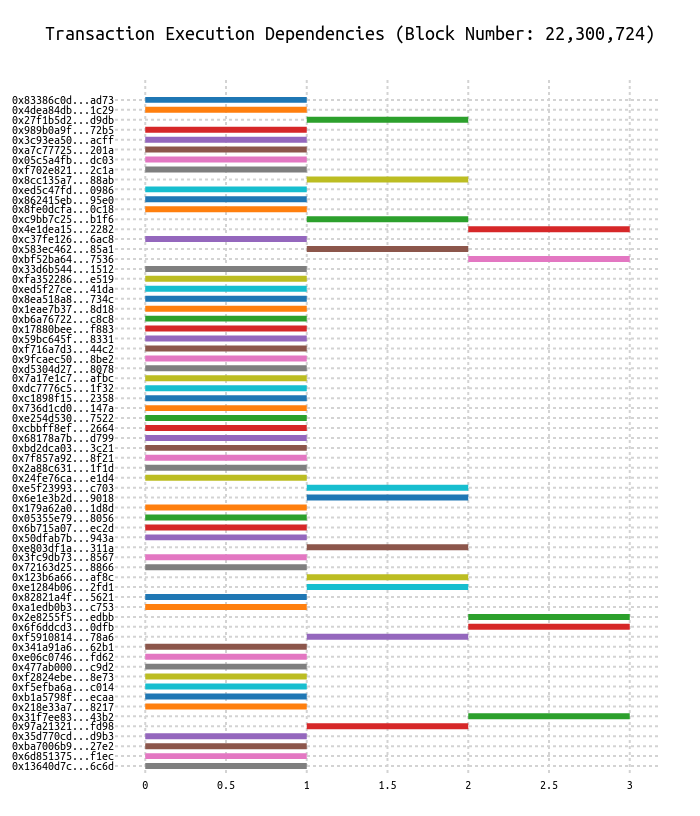 Transaction Execution Dependencies (Block Number: 22,300,724)
0x83386c0d...ad73
0x4dea84db...1c29
0x27f1b5d2...d9db
0x989b0a9f...72b5
0x3c93ea50...acff
0xa7c77725...201a
0x05c5a4fb...dc03
0xf702e821...2c1a
0x8cc135a7...88ab
0xed5c47fd...0986
0x862415eb...95e0
0x8fe0dcfa...0c18
0xc9bb7c25...b1f6
0x4e1dea15...2282
0xc37fe126...6ac8
0x583ec462...85a1
0xbf52ba64...7536
0x33d6b544...1512
0xfa352286...e519
0xed5f27ce...41da
0x8ea518a8...734c
0x1eae7b37...8d18
0xb6a76722...c8c8
0x17880bee...f883
0x59bc645f...8331
0xf716a7d3...44c2
0x9fcaec50...8be2
0xd5304d27...8078
0x7a17e1c7...afbc
0xdc7776c5...1f32
0xc1898f15...2358
0x736d1cd0...147a
0xe254d530...7522
0xcbbff8ef...2664
0x68178a7b...d799
0xbd2dca03...3c21
0x7f857a92...8f21
0x2a88c631...1f1d
0x24fe76ca...e1d4
0xe5f23993...c703
0x6e1e3b2d...9018
0x179a62a0...1d8d
0x05355e79...8056
0x6b715a07...ec2d
0x50dfab7b...943a
0xe803df1a...311a
0x3fc9db73...8567
0x72163d25...8866
0x123b6a66...af8c
0xe1284b06...2fd1
0x82821a4f...5621
0xa1edb0b3...c753
0x2e8255f5...edbb
0x6f6ddcd3...0dfb
0xf5910814...78a6
0x341a91a6...62b1
0xe06c0746...fd62
0x477ab000...c9d2
0xf2824ebe...8e73
0xf5efba6a...c014
0xb1a5798f...ecaa
0x218e33a7...8217
0x31f7ee83...43b2
0x97a21321...fd98
0x35d770cd...d9b3
0xba7006b9...27e2
0x6d851375...f1ec
0x13640d7c...6c6d
0 0.5 1 1.5 2 2.5 3